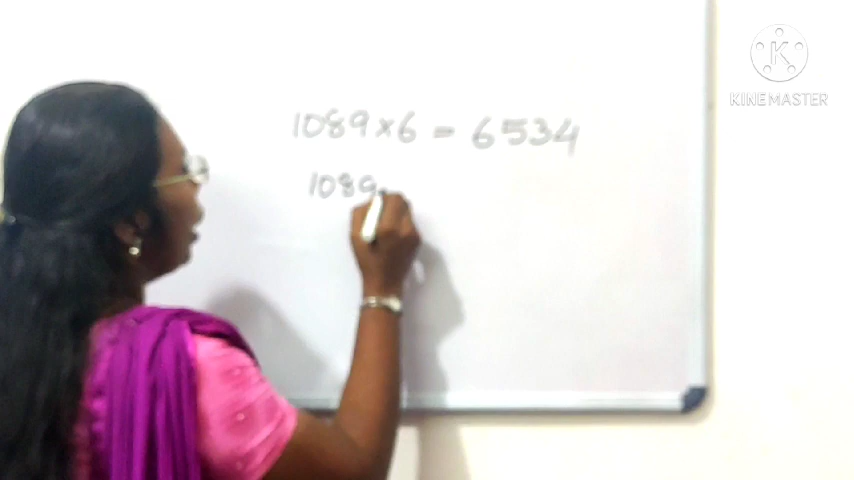 1089 × 6 = 6534
1089
K
KINEMASTER